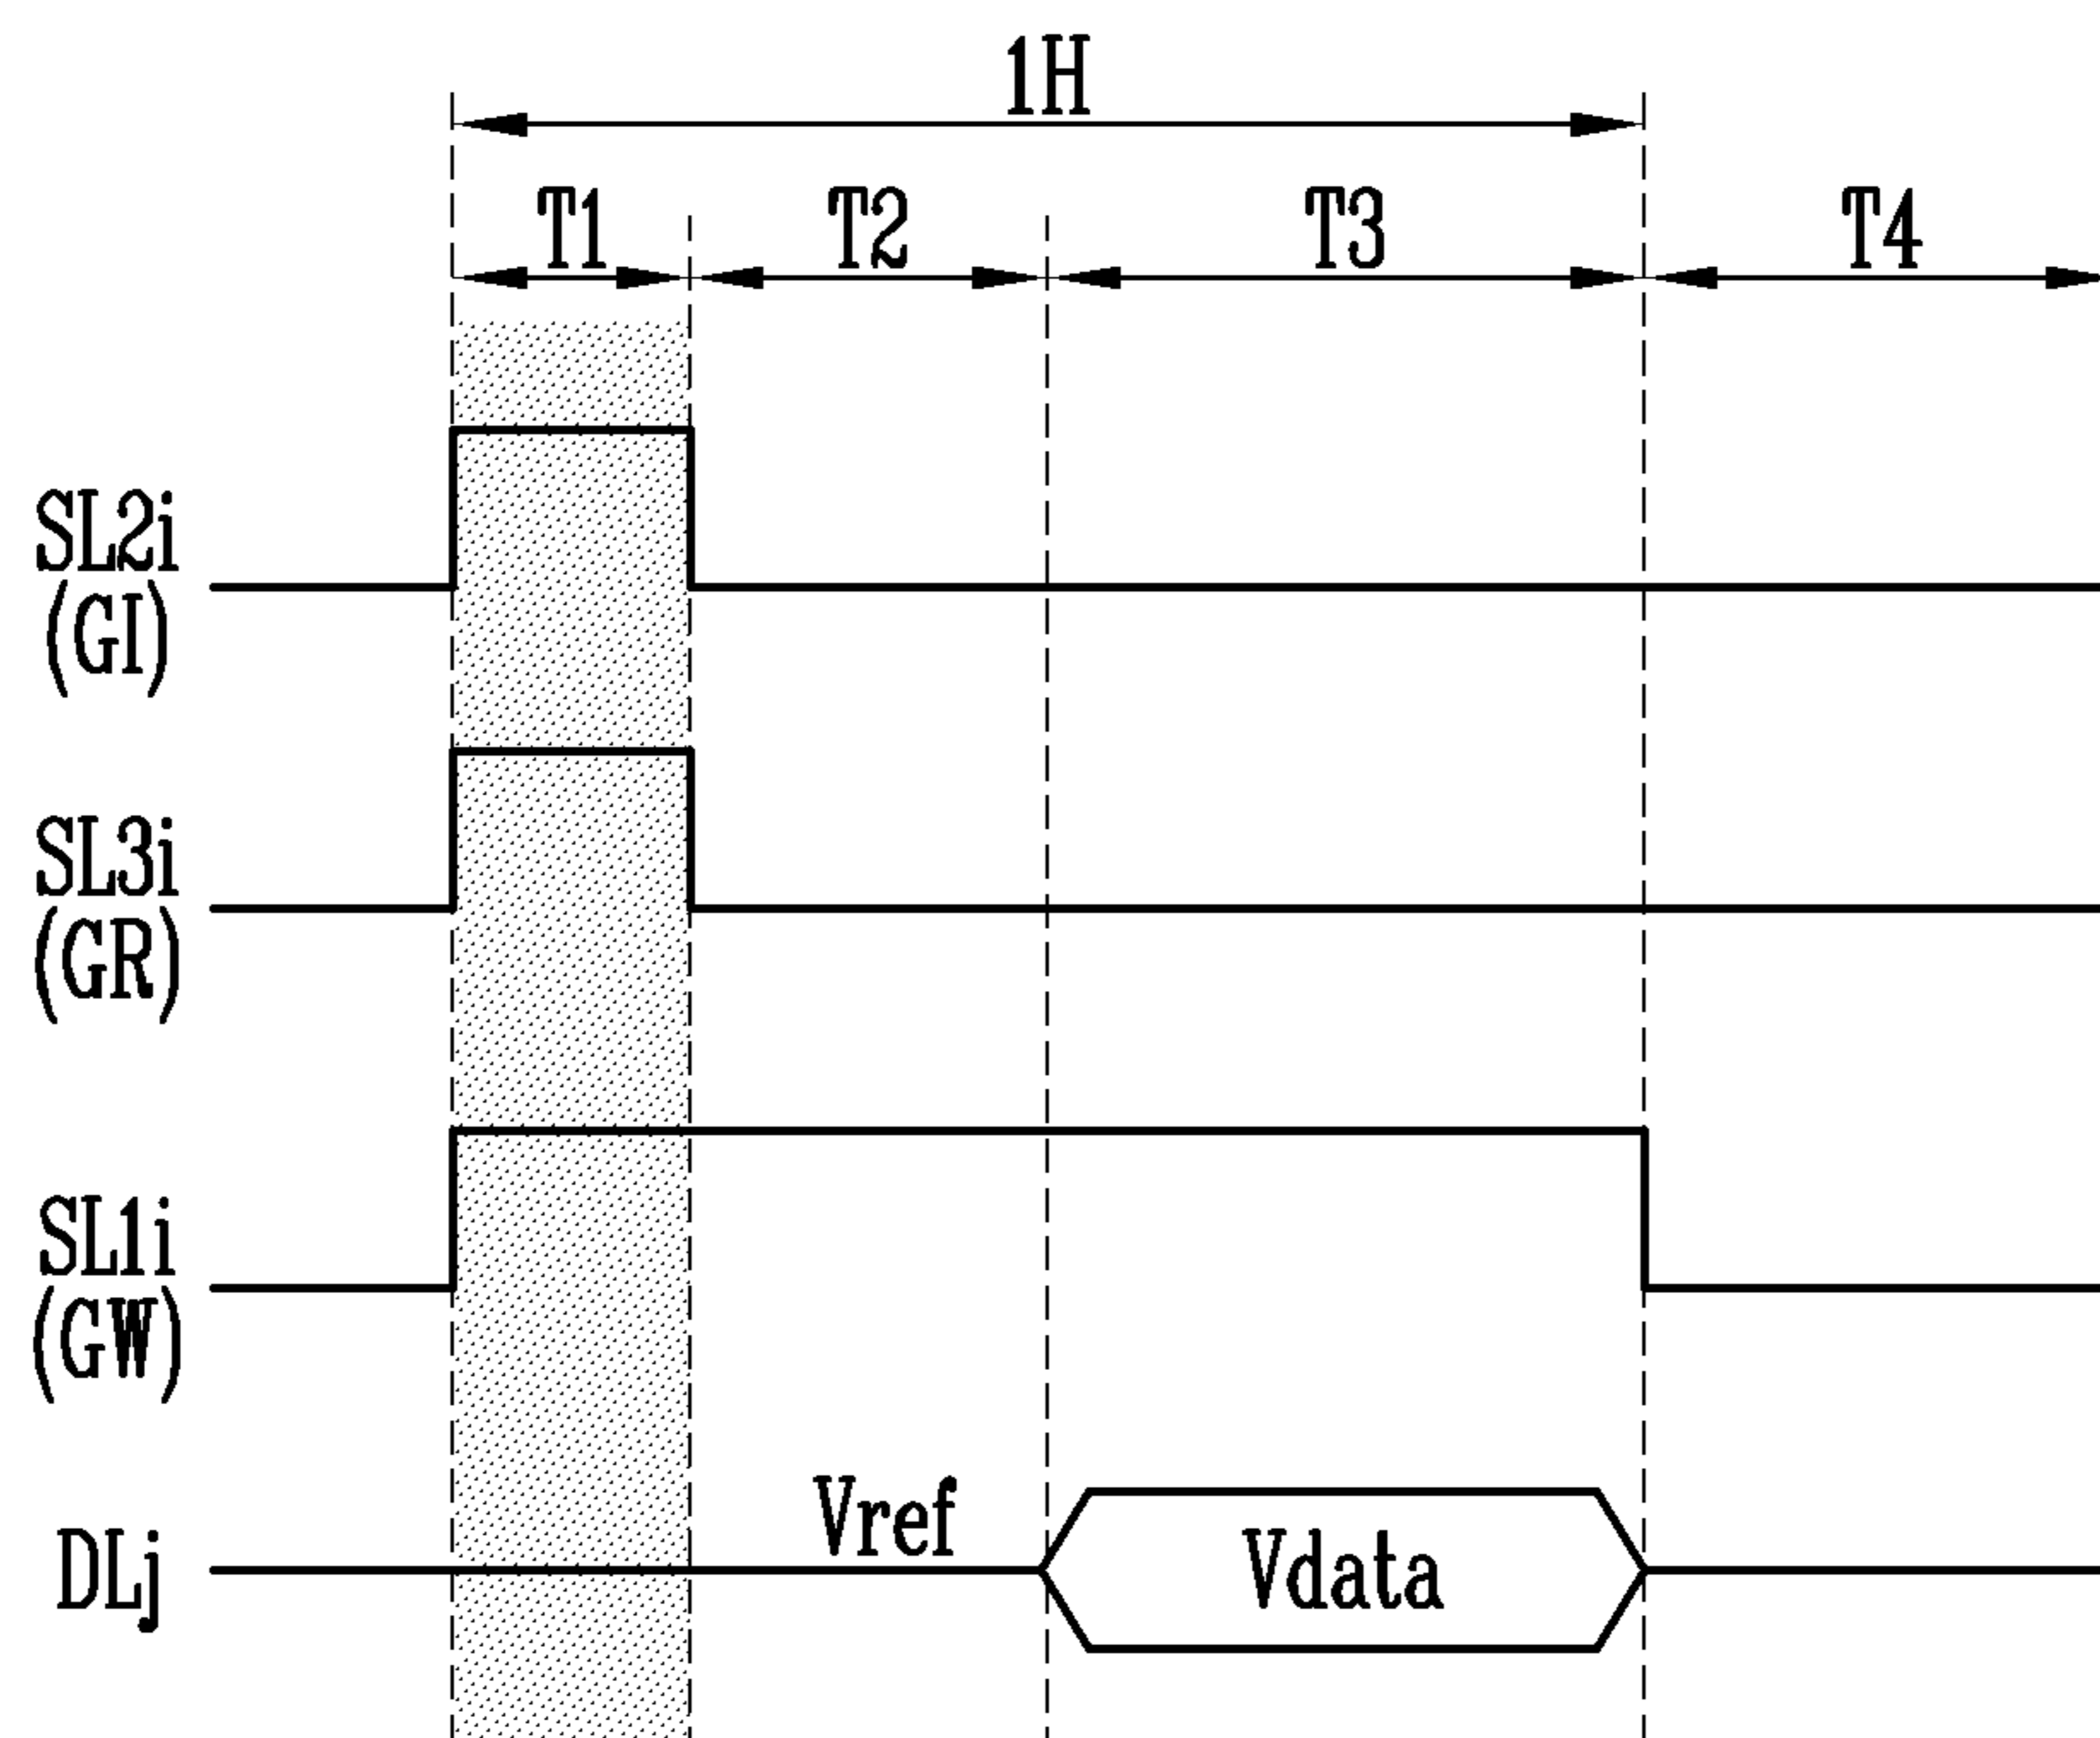 1H
T1 T2 T3 T4
SL2i
(GI)
SL3i
(GR)
SL1i
(GW)
Vref
DLj Vdata